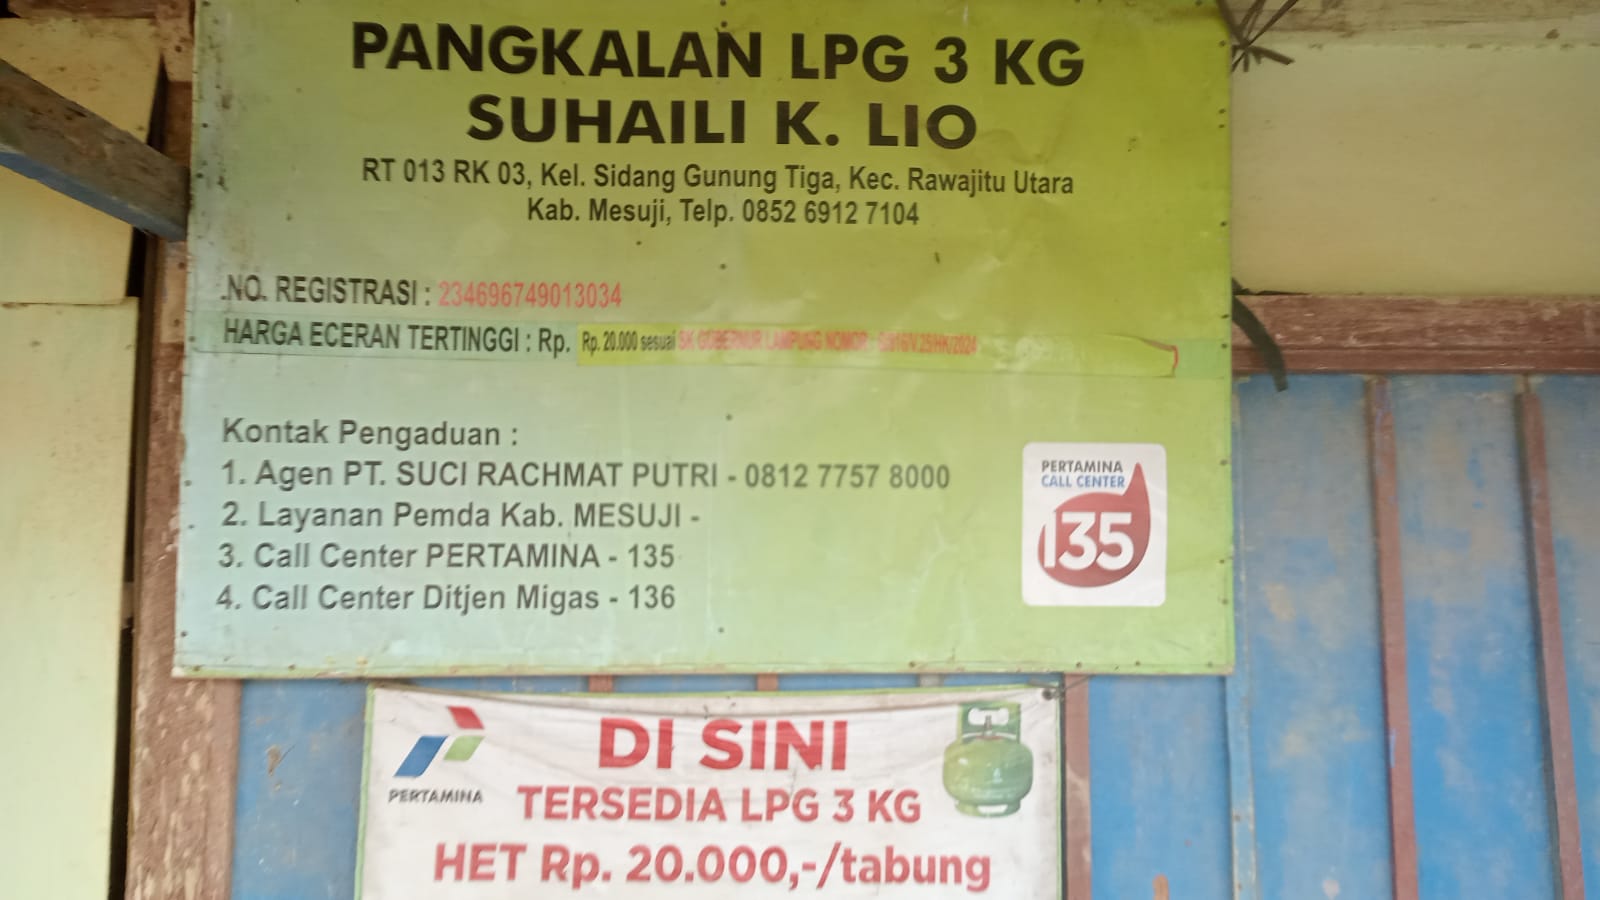 PANGKALAN LPG 3 KG
SUHAILI K. LIO
RT 013 RK 03, Kel. Sidang Gunung Tiga, Kec. Rawajitu Utara
Kab. Mesuji, Telp. 0852 6912 7104
NO. REGISTRASI : 234696749013034
HARGA ECERAN TERTINGGI : Rp. Rp. 20.000 sesuai SK GUBERNUR LAMPUNG NOMOR :
Kontak Pengaduan :
1. Agen PT. SUCI RACHMAT PUTRI - 0812 7757 8000
2. Layanan Pemda Kab. MESUJI -
3. Call Center PERTAMINA - 135
4. Call Center Ditjen Migas - 136
PERTAMINA
CALL CENTER
135
PERTAMINA
DI SINI
TERSEDIA LPG 3 KG
HET Rp. 20.000,-/tabung